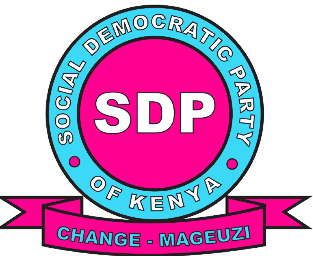 SOCIAL DEMOCRATIC PARTY
SDP
OF KENYA
CHANGE - MAGEUZI